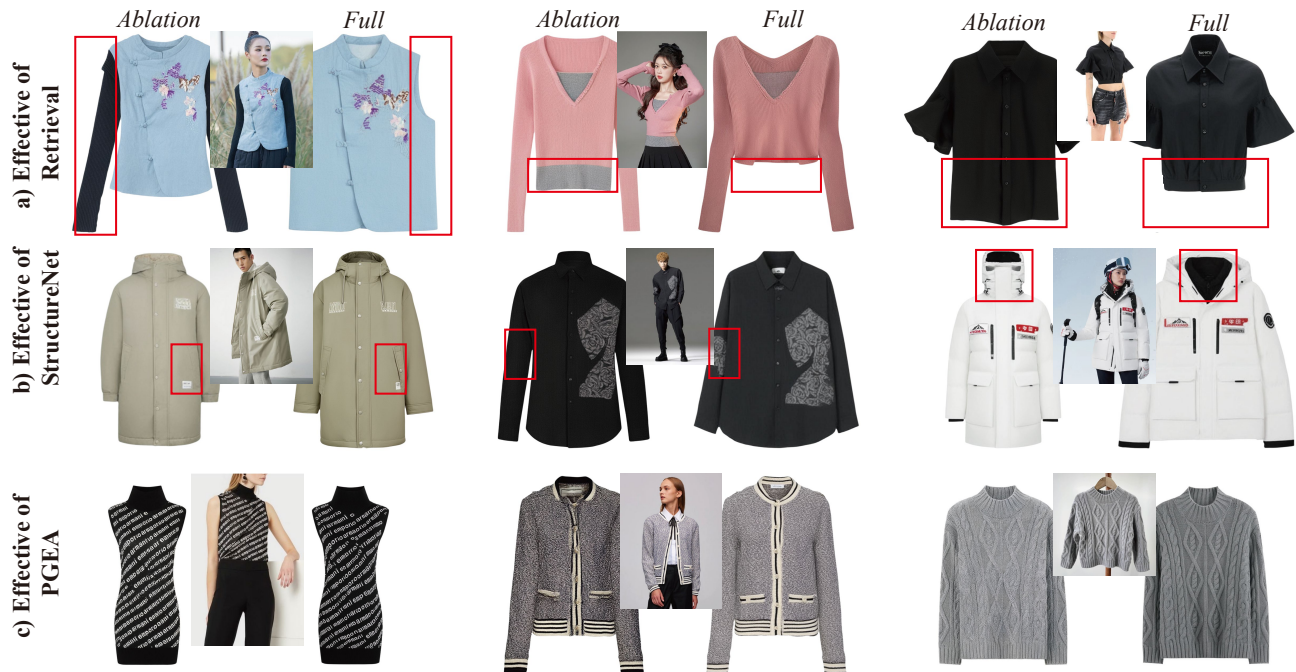 Ablation Full Ablation Full Ablation Full
a) Effective of
Retrieval
b) Effective of
StructureNet
c) Effective of
PGEA